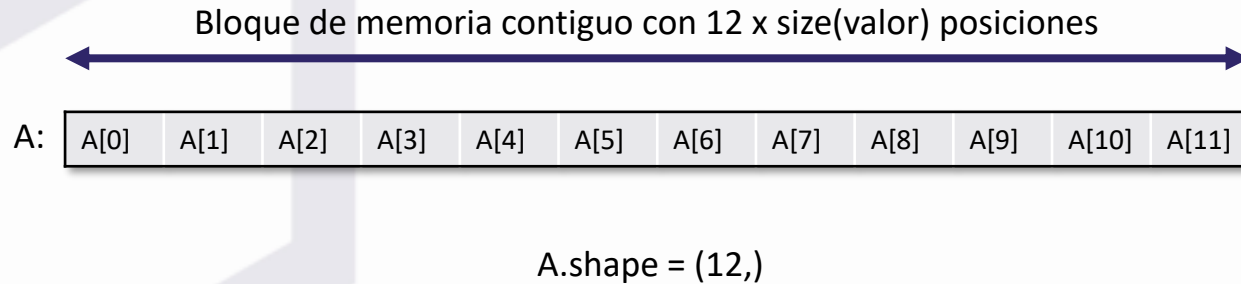 Bloque de memoria contiguo con 12 x size(valor) posiciones
A: A[0] A[1] A[2] A[3] A[4] A[5] A[6] A[7] A[8] A[9] A[10] A[11]
A.shape = (12,)